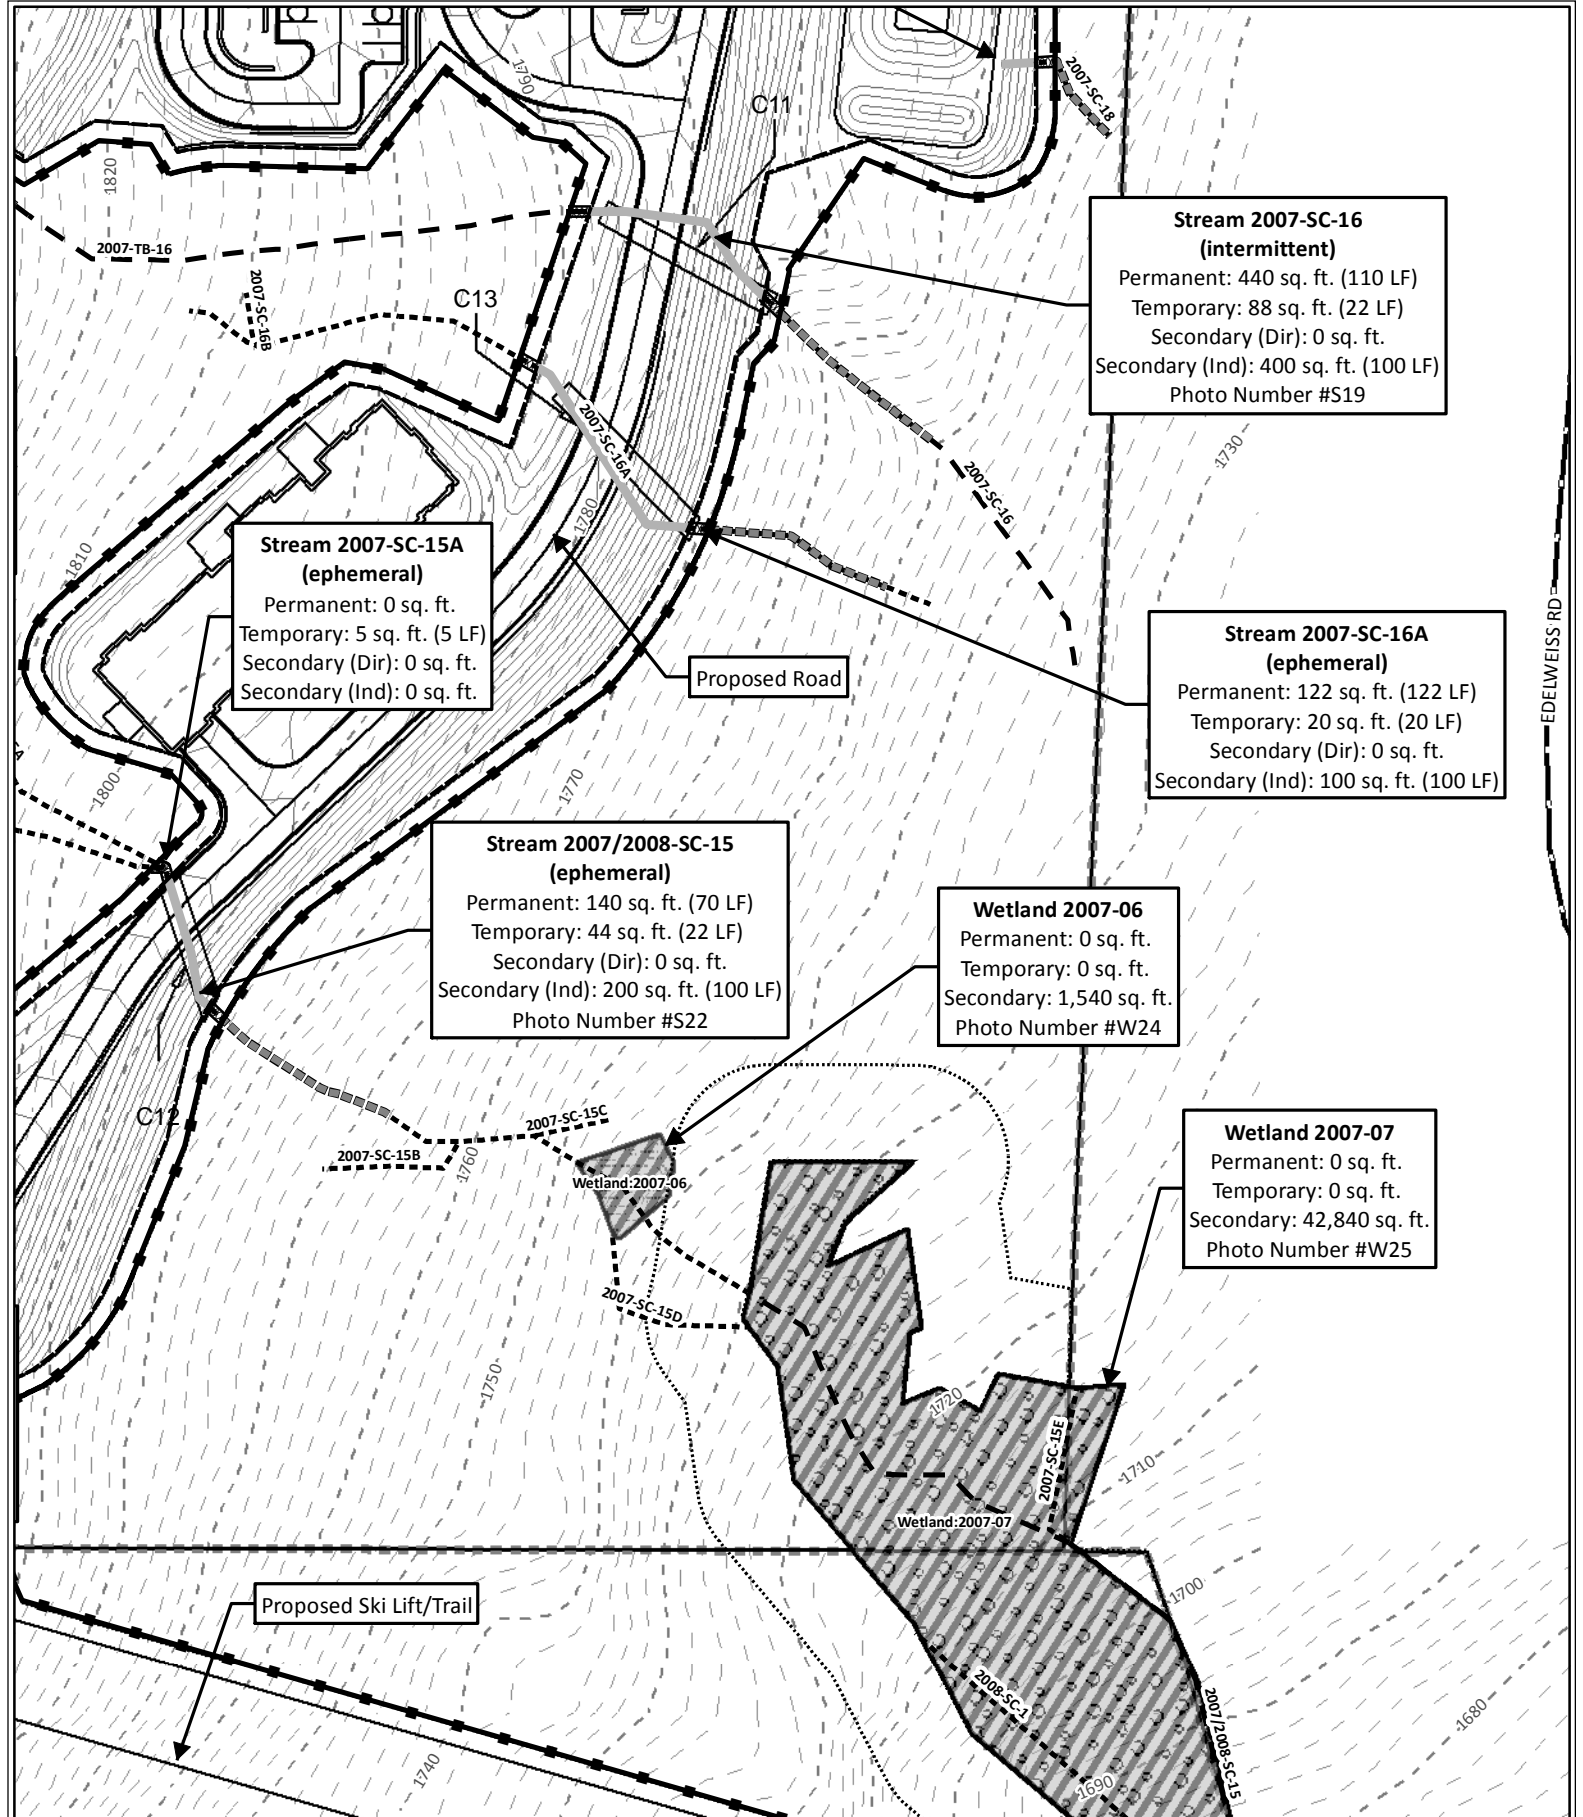 1790
C11
2007-SC-18
1820
2007-TB-16
2007-SC-16B
C13
Stream 2007-SC-16
(intermittent)
Permanent: 440 sq. ft. (110 LF)
Temporary: 88 sq. ft. (22 LF)
Secondary (Dir): 0 sq. ft.
Secondary (Ind): 400 sq. ft. (100 LF)
Photo Number #S19
2007-SC-16A
1730
2007-SC-16
1780
1810
Stream 2007-SC-15A
(ephemeral)
Permanent: 0 sq. ft.
Temporary: 5 sq. ft. (5 LF)
Secondary (Dir): 0 sq. ft.
Secondary (Ind): 0 sq. ft.
Proposed Road
Stream 2007-SC-16A
(ephemeral)
Permanent: 122 sq. ft. (122 LF)
Temporary: 20 sq. ft. (20 LF)
Secondary (Dir): 0 sq. ft.
Secondary (Ind): 100 sq. ft. (100 LF)
EDELWEISS RD
1800
1770
Stream 2007/2008-SC-15
(ephemeral)
Permanent: 140 sq. ft. (70 LF)
Temporary: 44 sq. ft. (22 LF)
Secondary (Dir): 0 sq. ft.
Secondary (Ind): 200 sq. ft. (100 LF)
Photo Number #S22
Wetland 2007-06
Permanent: 0 sq. ft.
Temporary: 0 sq. ft.
Secondary: 1,540 sq. ft.
Photo Number #W24
C12
2007-SC-15C
2007-SC-15B
1760
Wetland:2007-06
Wetland 2007-07
Permanent: 0 sq. ft.
Temporary: 0 sq. ft.
Secondary: 42,840 sq. ft.
Photo Number #W25
2007-SC-15D
1750
1720
2007-SC-15E
1710
Wetland:2007-07
1700
Proposed Ski Lift/Trail
2008-SC-1
2007/2008-SC-15
1680
1740
1690